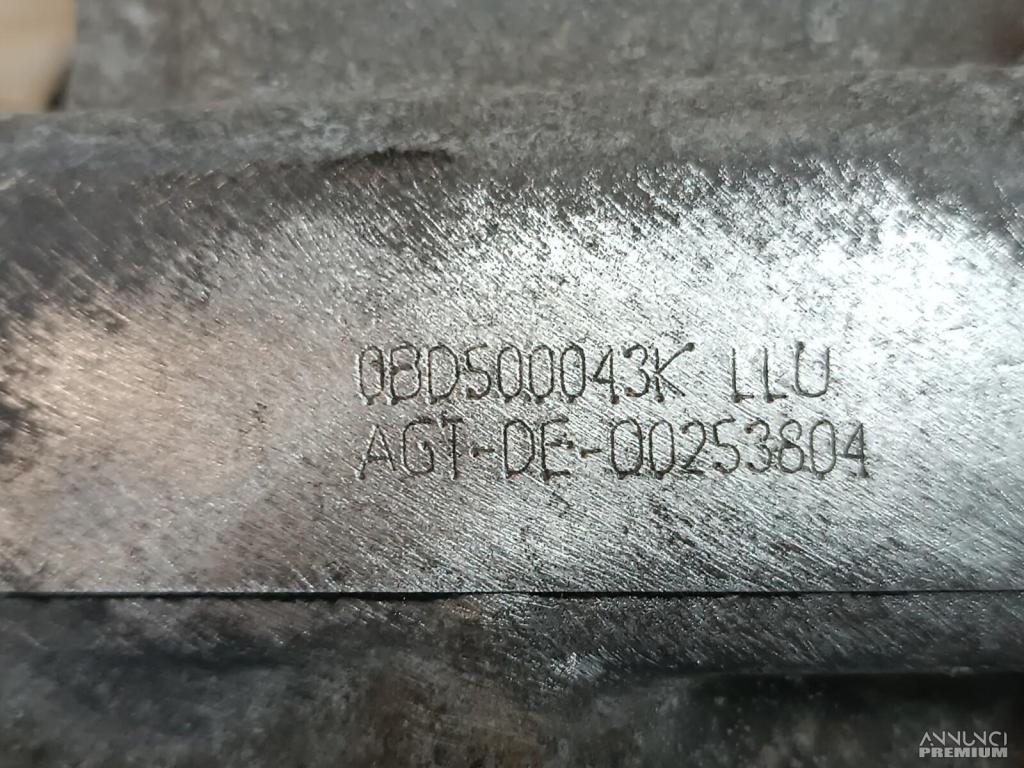 0BD500043K LLU
AGT-DE-00253804
ANNUNCI
PREMIUM